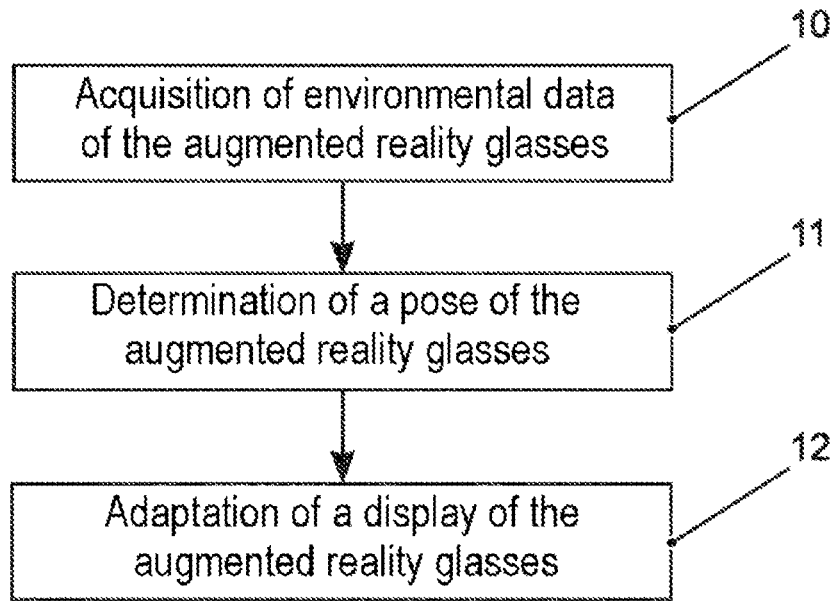 10
Acquisition of environmental data
of the augmented reality glasses
11
Determination of a pose of the
augmented reality glasses
12
Adaptation of a display of the
augmented reality glasses